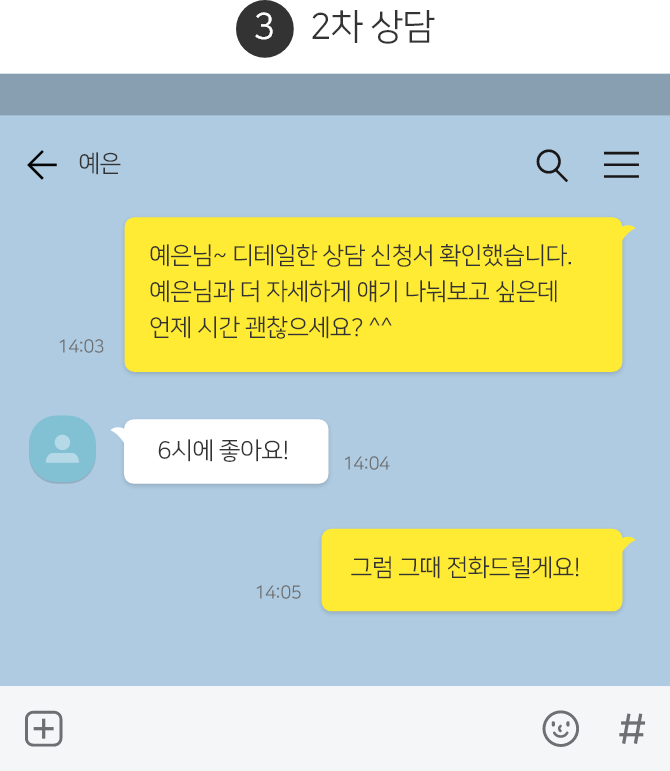 3 2차 상담
예은
예은님~ 디테일한 상담 신청서 확인했습니다.
예은님과 더 자세하게 얘기 나눠보고 싶은데
언제 시간 괜찮으세요? ^^
14:03
6시에 좋아요!
14:04
그럼 그때 전화드릴게요!
14:05
#